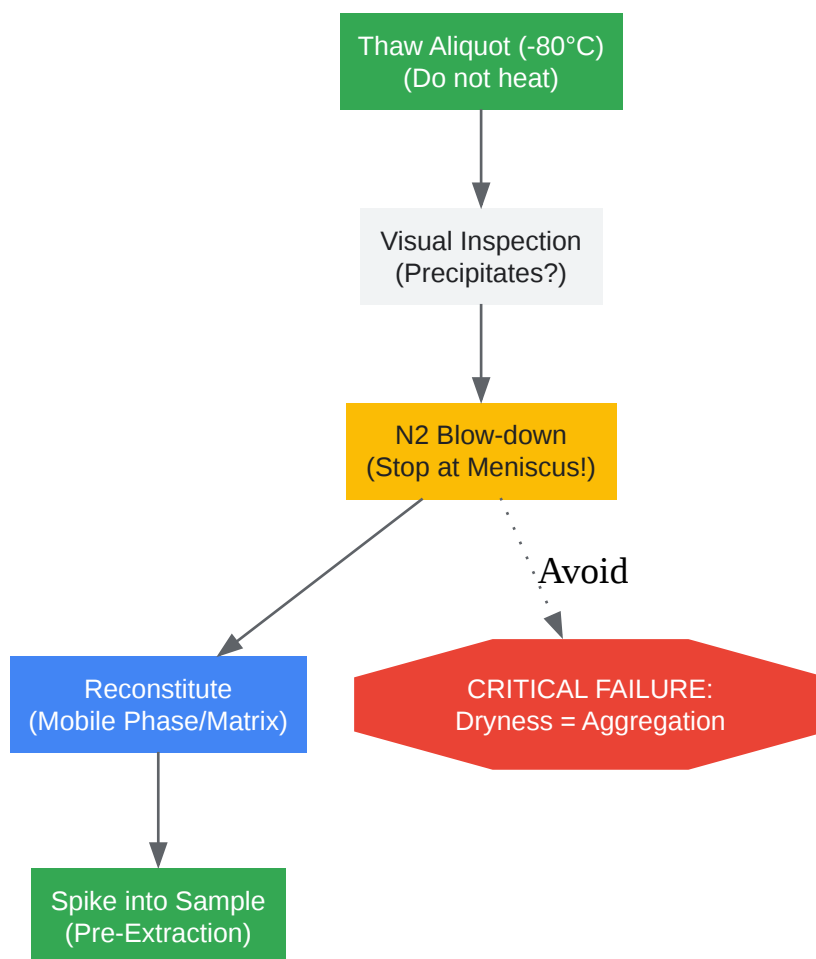 Thaw Aliquot (-80°C)
(Do not heat)
Visual Inspection
(Precipitates?)
N2 Blow-down
(Stop at Meniscus!)
Avoid
Reconstitute
(Mobile Phase/Matrix)
CRITICAL FAILURE:
Dryness = Aggregation
Spike into Sample
(Pre-Extraction)